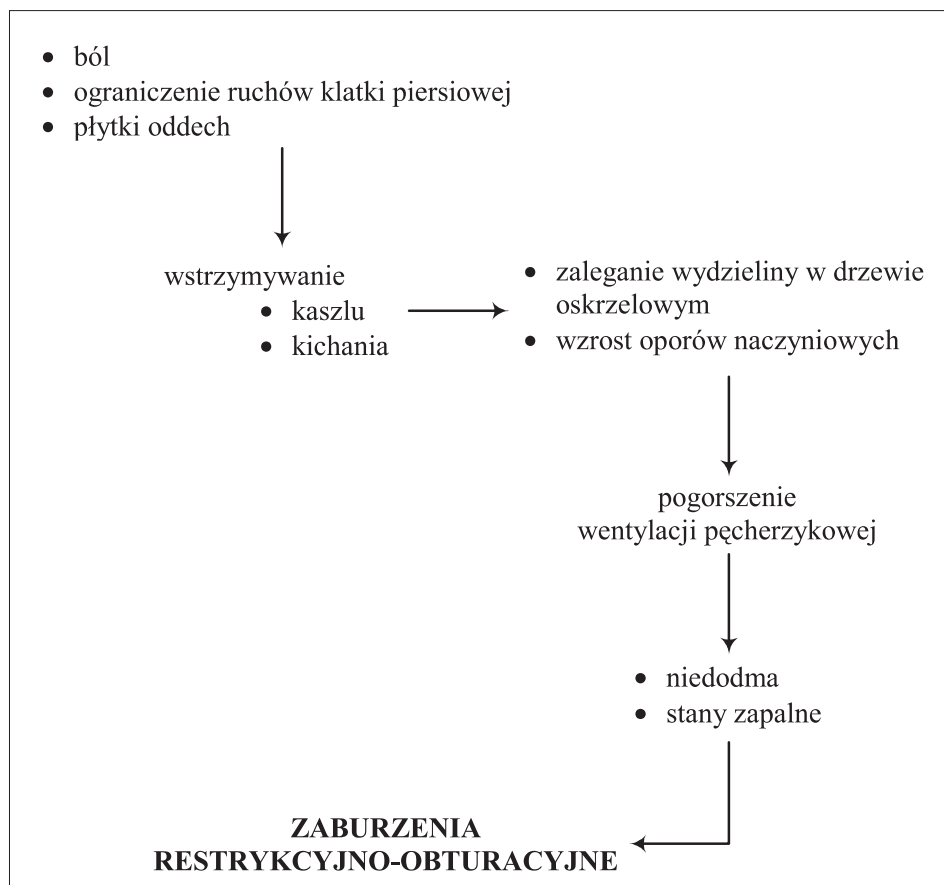 • ból
• ograniczenie ruchów klatki piersiowej
• płytki oddech
wstrzymywanie
• kaszlu
• kichania
• zaleganie wydzieliny w drzewie
oskrzelowym
• wzrost oporów naczyniowych
pogorszenie
wentylacji pęcherzykowej
• niedodma
• stany zapalne
ZABURZENIA
RESTRYKCYJNO-OBTURACYJNE